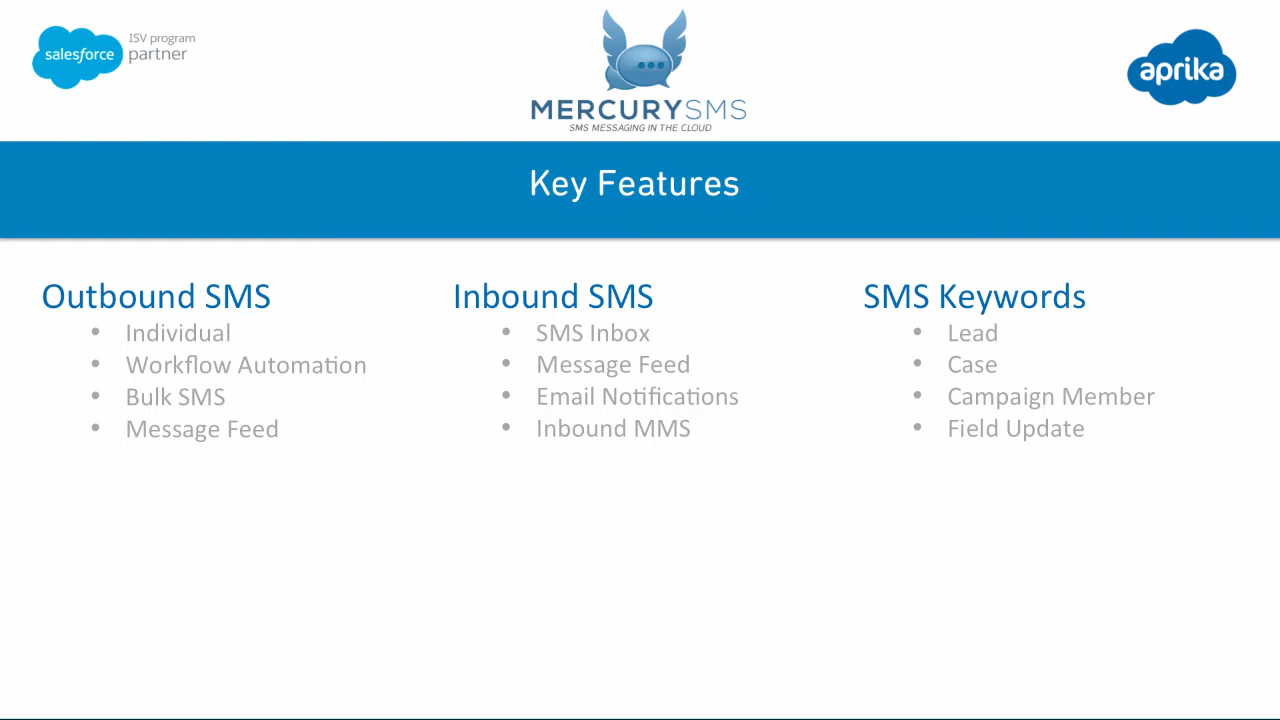 salesforce
ISV program
partner
MERCURYSMS
SMS MESSAGING IN THE CLOUD
aprika
Key Features
Outbound SMS
• Individual
• Workflow Automation
• Bulk SMS
• Message Feed
Inbound SMS
• SMS Inbox
• Message Feed
• Email Notifications
• Inbound MMS
SMS Keywords
• Lead
• Case
• Campaign Member
• Field Update